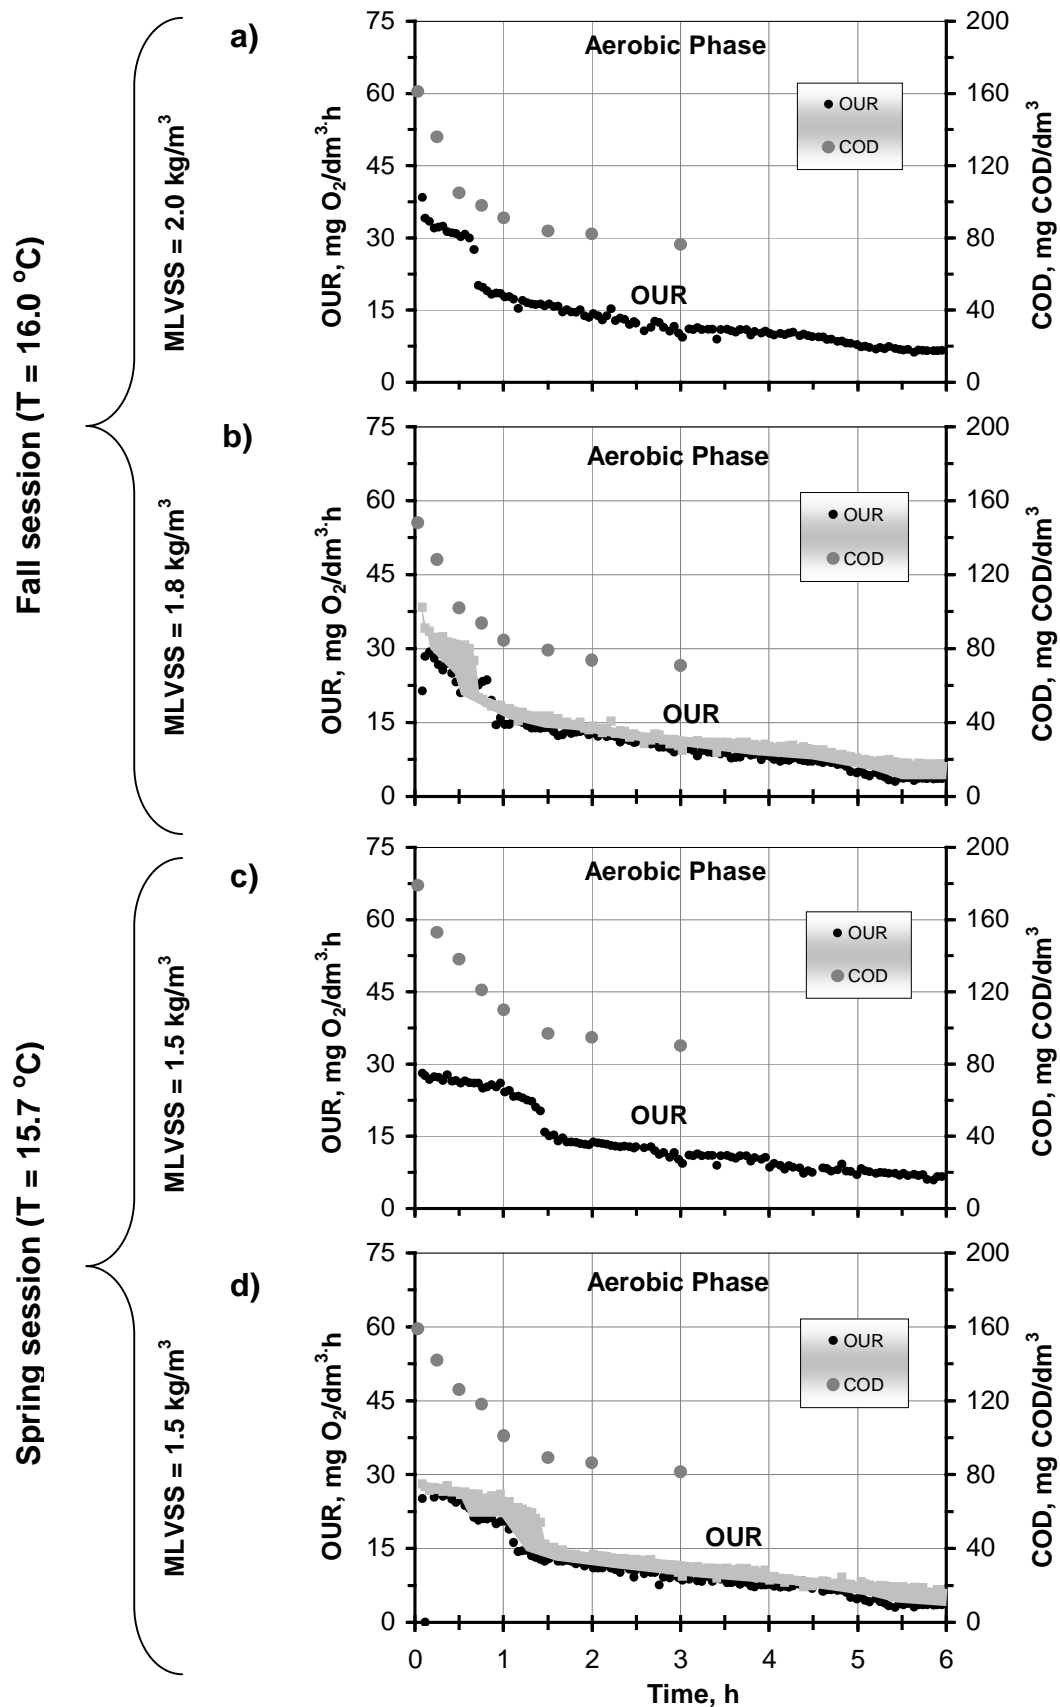 Fall session (T = 16.0 °C)
MLVSS = 2.0 kg/m³
a)
Aerobic Phase
OUR, mg O₂/dm³·h
75
60
45
30
15
0
OUR
COD
OUR
200
160
120
80
40
0
COD, mg COD/dm³
MLVSS = 1.8 kg/m³
b)
Aerobic Phase
OUR, mg O₂/dm³·h
75
60
45
30
15
0
OUR
COD
OUR
200
160
120
80
40
0
COD, mg COD/dm³
Spring session (T = 15.7 °C)
MLVSS = 1.5 kg/m³
c)
Aerobic Phase
OUR, mg O₂/dm³·h
75
60
45
30
15
0
OUR
COD
OUR
200
160
120
80
40
0
COD, mg COD/dm³
MLVSS = 1.5 kg/m³
d)
Aerobic Phase
OUR, mg O₂/dm³·h
75
60
45
30
15
0
OUR
COD
OUR
200
160
120
80
40
0
COD, mg COD/dm³
0 1 2 3 4 5 6
Time, h